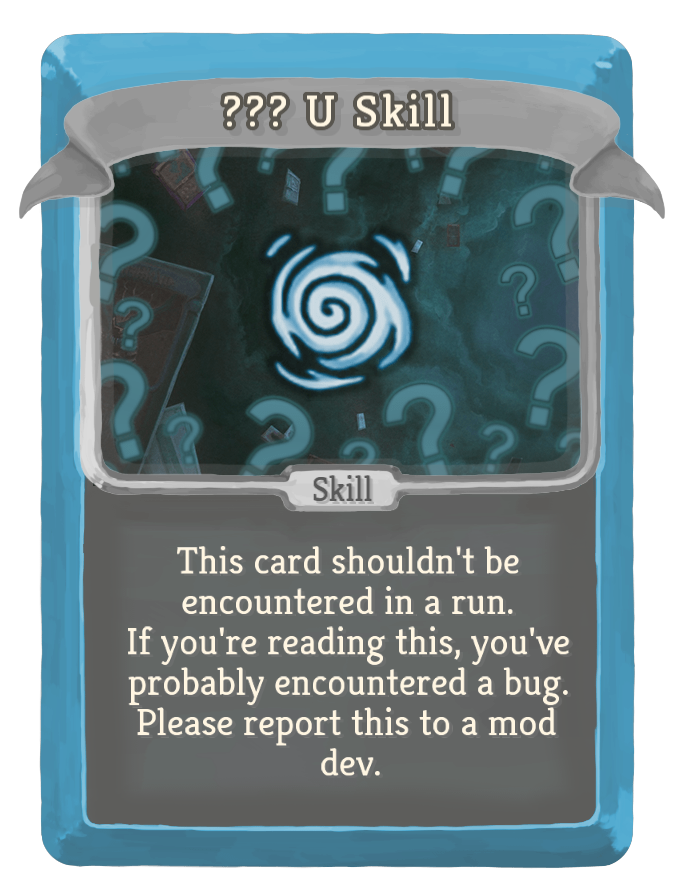 ??? U Skill
Skill
This card shouldn't be
encountered in a run.
If you're reading this, you've
probably encountered a bug.
Please report this to a mod
dev.